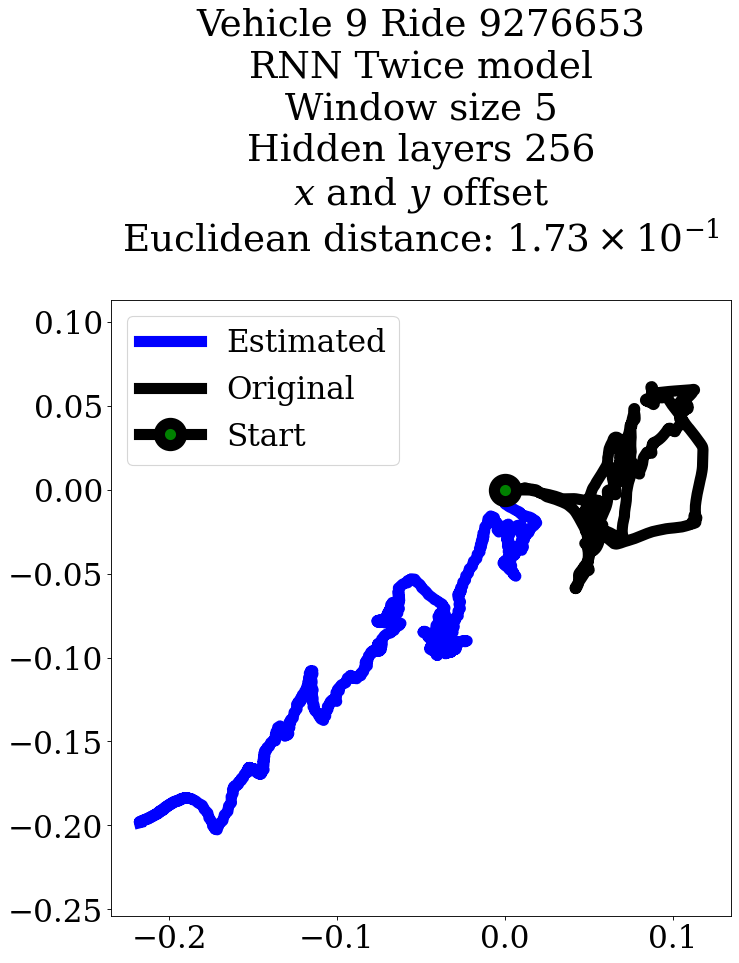 Vehicle 9 Ride 9276653
RNN Twice model
Window size 5
Hidden layers 256
x and y offset
Euclidean distance: 1.73 × 10⁻¹
Estimated
Original
Start
0.10
0.05
0.00
−0.05
−0.10
−0.15
−0.20
−0.25
−0.2
−0.1
0.0
0.1